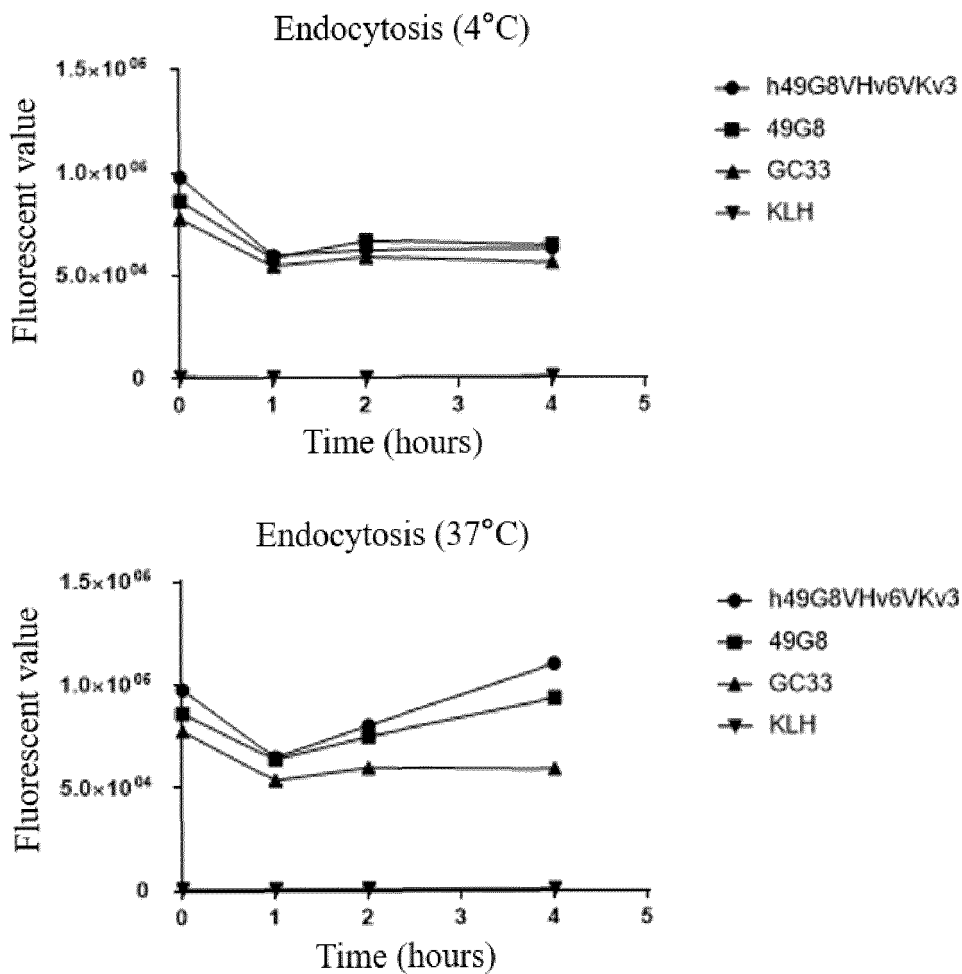 Endocytosis (4°C)
Fluorescent value
1.5×10⁰⁶
1.0×10⁰⁶
5.0×10⁰⁴
0
0 1 2 3 4 5
Time (hours)
h49G8VHv6VKv3
49G8
GC33
KLH
Endocytosis (37°C)
Fluorescent value
1.5×10⁰⁶
1.0×10⁰⁶
5.0×10⁰⁴
0
0 1 2 3 4 5
Time (hours)
h49G8VHv6VKv3
49G8
GC33
KLH